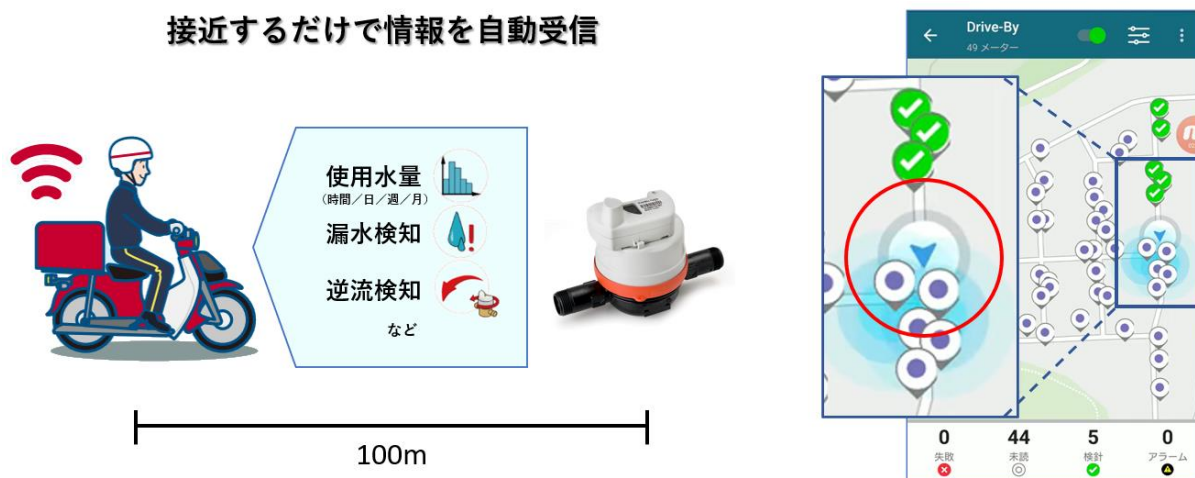 接近するだけで情報を自動受信
使用水量
(時間／日／週／月)
漏水検知
逆流検知
など
100m
Drive-By
49 メーター
0
44
5
0
失敗
未読
検針
アラーム